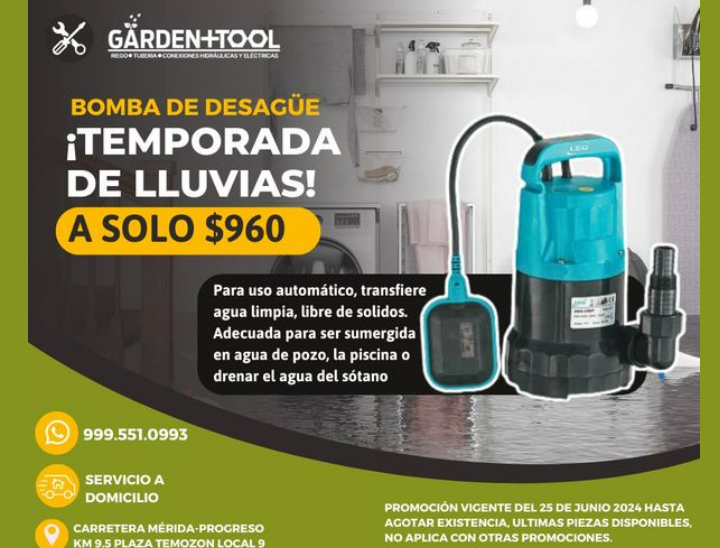 GARDEN+TOOL
RIEGO • TUBERIA • CONEXIONES HIDRÁULICAS Y ELÉCTRICAS
BOMBA DE DESAGÜE
¡TEMPORADA
DE LLUVIAS!
A SOLO $960
LEO
Para uso automático, transfiere
agua limpia, libre de solidos.
Adecuada para ser sumergida
en agua de pozo, la piscina o
drenar el agua del sótano
999.551.0993
SERVICIO A
DOMICILIO
CARRETERA MÉRIDA-PROGRESO
KM 9.5 PLAZA TEMOZON LOCAL 9
PROMOCIÓN VIGENTE DEL 25 DE JUNIO 2024 HASTA
AGOTAR EXISTENCIA, ULTIMAS PIEZAS DISPONIBLES,
NO APLICA CON OTRAS PROMOCIONES.